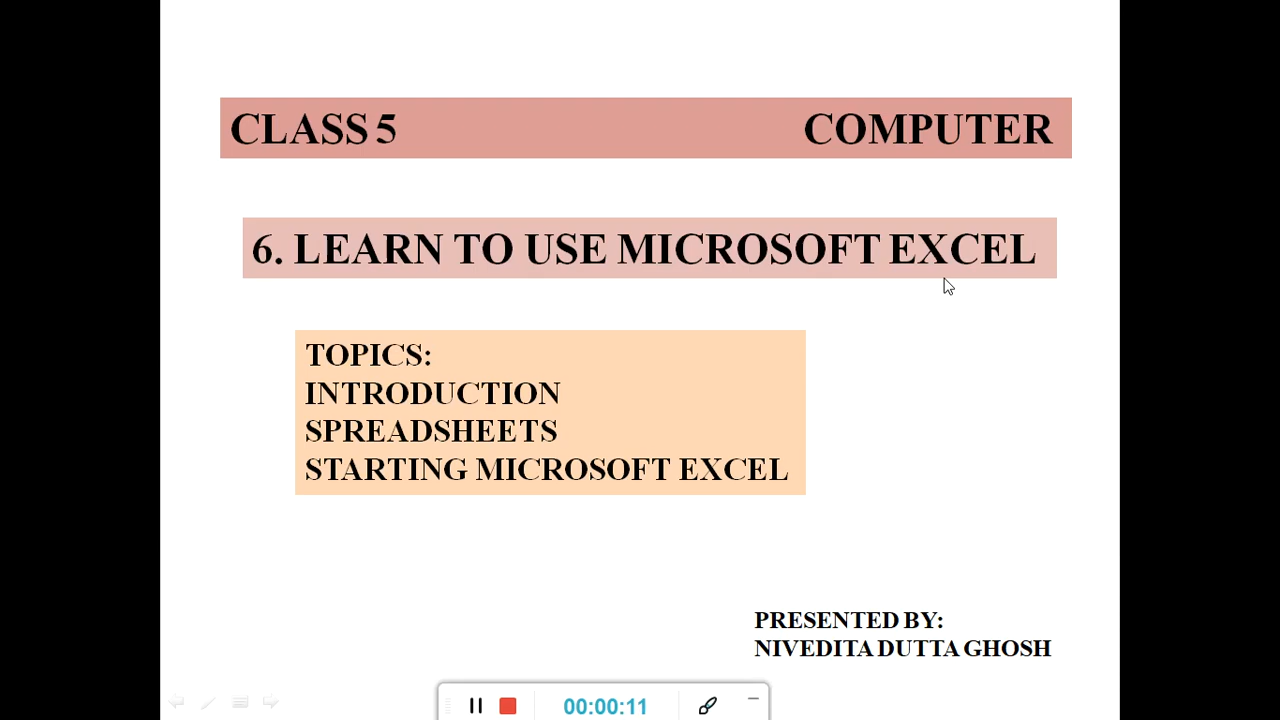 CLASS 5 COMPUTER
6. LEARN TO USE MICROSOFT EXCEL
TOPICS:
INTRODUCTION
SPREADSHEETS
STARTING MICROSOFT EXCEL
PRESENTED BY:
NIVEDITA DUTTA GHOSH
00:00:11